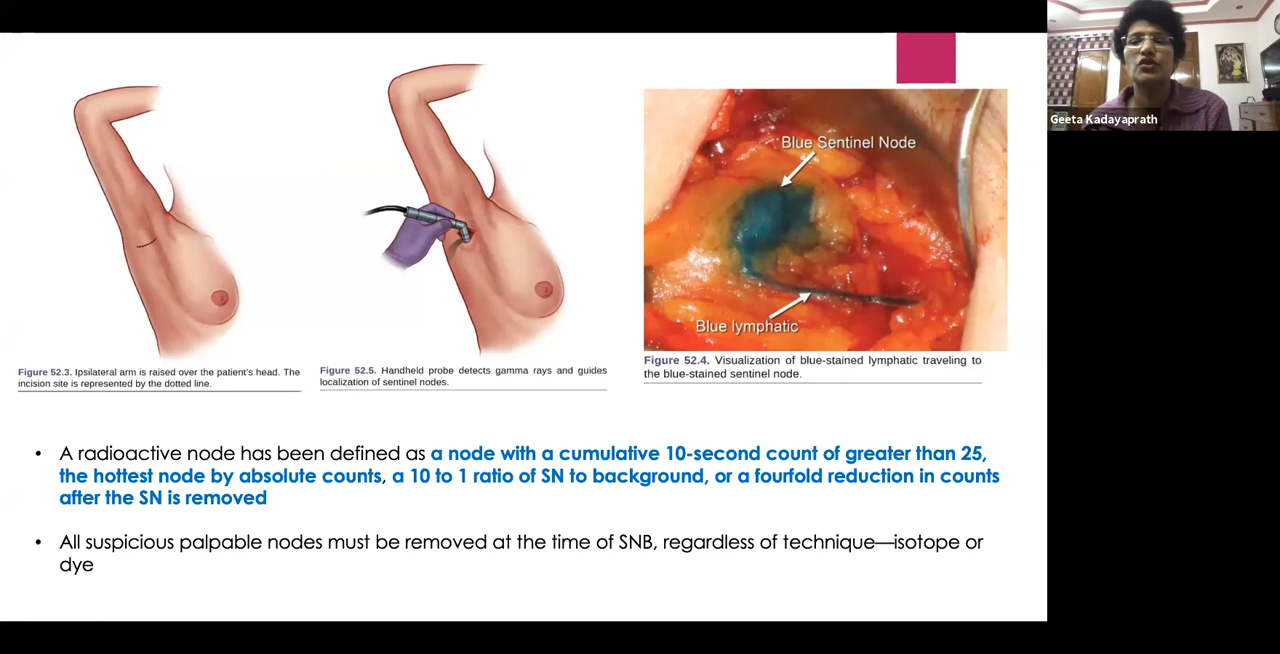 Geeta Kadayaprath
Blue Sentinel Node
Blue lymphatic
Figure 52.3. Ipsilateral arm is raised over the patient's head. The
incision site is represented by the dotted line.
Figure 52.5. Handheld probe detects gamma rays and guides
localization of sentinel nodes.
Figure 52.4. Visualization of blue-stained lymphatic traveling to
the blue-stained sentinel node.
• A radioactive node has been defined as a node with a cumulative 10-second count of greater than 25,
the hottest node by absolute counts, a 10 to 1 ratio of SN to background, or a fourfold reduction in counts
after the SN is removed
• All suspicious palpable nodes must be removed at the time of SNB, regardless of technique—isotope or
dye